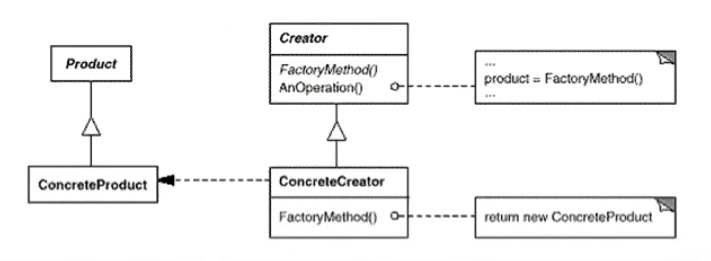 Product
Creator
FactoryMethod()
AnOperation()
...
product = FactoryMethod()
...
ConcreteProduct
ConcreteCreator
FactoryMethod()
return new ConcreteProduct